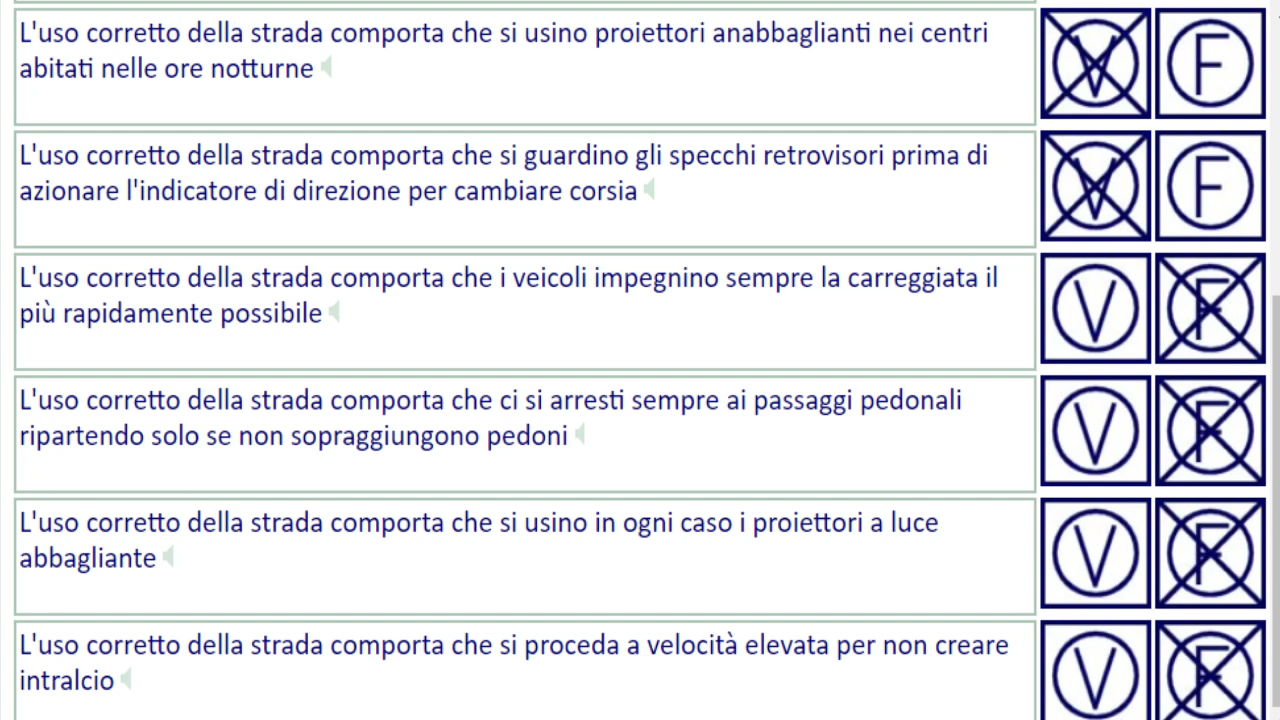 L'uso corretto della strada comporta che si usino proiettori anabbaglianti nei centri
abitati nelle ore notturne
V F
L'uso corretto della strada comporta che si guardino gli specchi retrovisori prima di
azionare l'indicatore di direzione per cambiare corsia
V F
L'uso corretto della strada comporta che i veicoli impegnino sempre la carreggiata il
più rapidamente possibile
V F
L'uso corretto della strada comporta che ci si arresti sempre ai passaggi pedonali
ripartendo solo se non sopraggiungono pedoni
V F
L'uso corretto della strada comporta che si usino in ogni caso i proiettori a luce
abbagliante
V F
L'uso corretto della strada comporta che si proceda a velocità elevata per non creare
intralcio
V F